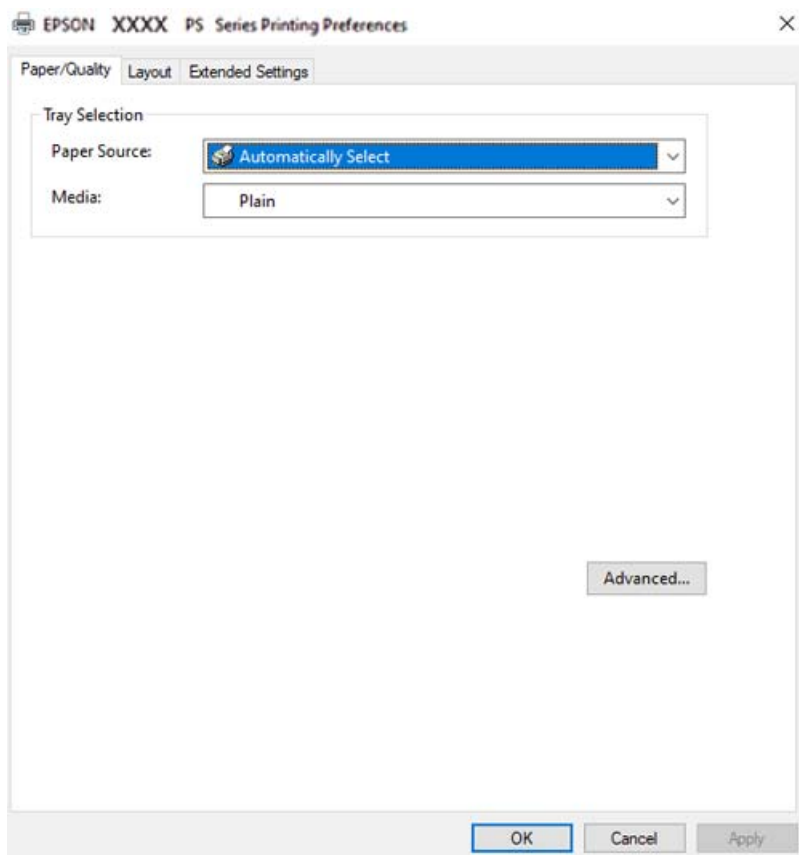 EPSON XXXX PS Series Printing Preferences
Paper/Quality Layout Extended Settings
Tray Selection
Paper Source: Automatically Select
Media: Plain
Advanced...
OK Cancel Apply